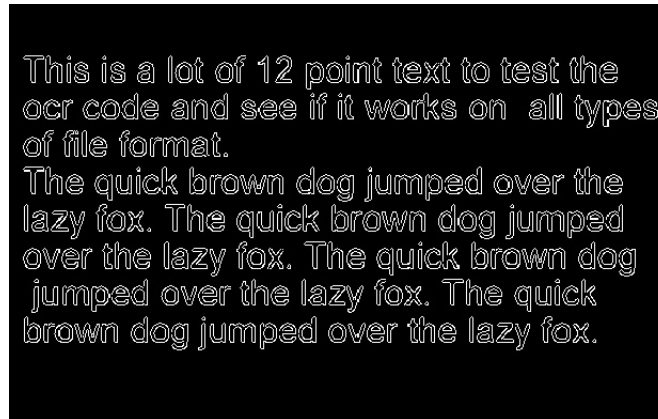 This is a lot of 12 point text to test the
ocr code and see if it works on  all types
of file format.
The quick brown dog jumped over the
lazy fox. The quick brown dog jumped
over the lazy fox. The quick brown dog
jumped over the lazy fox. The quick
brown dog jumped over the lazy fox.